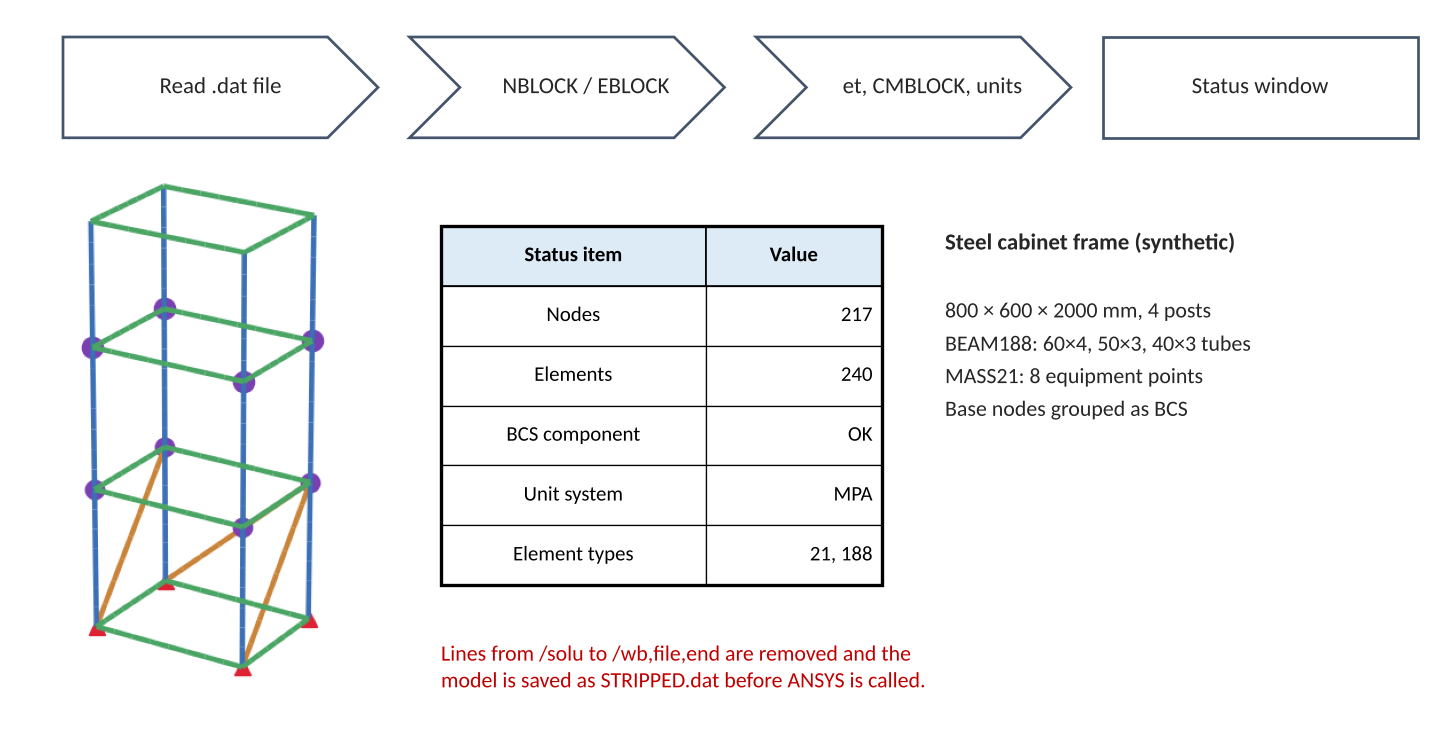 Read .dat file
NBLOCK / EBLOCK
et, CMBLOCK, units
Status window
Status item Value
Nodes 217
Elements 240
BCS component OK
Unit system MPA
Element types 21, 188
Steel cabinet frame (synthetic)
800 × 600 × 2000 mm, 4 posts
BEAM188: 60×4, 50×3, 40×3 tubes
MASS21: 8 equipment points
Base nodes grouped as BCS
Lines from /solu to /wb,file,end are removed and the
model is saved as STRIPPED.dat before ANSYS is called.